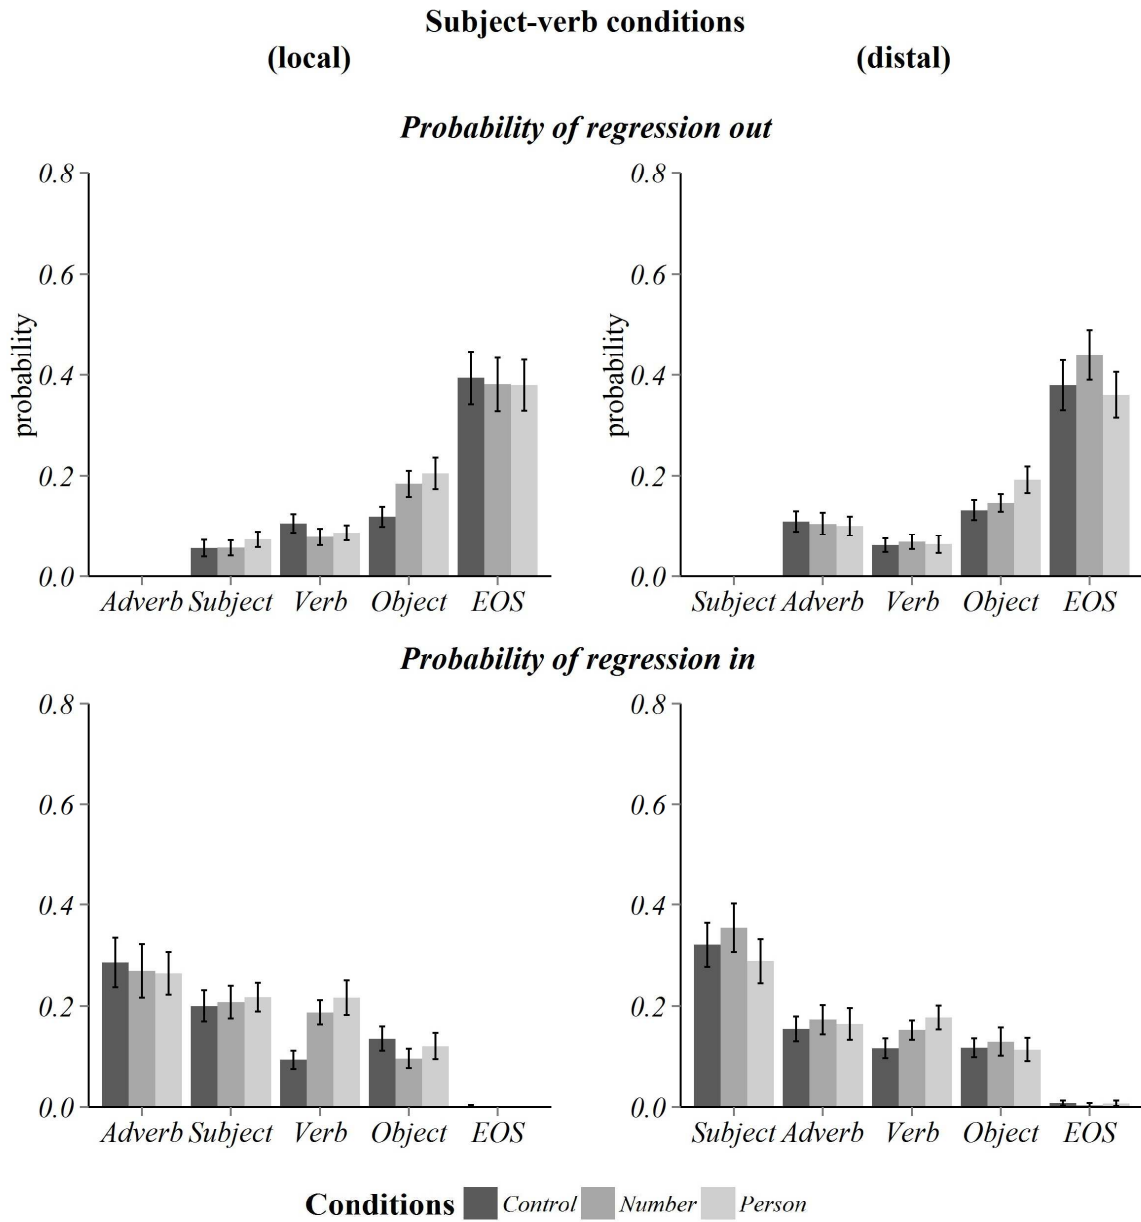 Subject-verb conditions
(local) (distal)
Probability of regression out
0.8
0.6
0.4
0.2
0.0
probability
Adverb Subject Verb Object EOS
0.8
0.6
0.4
0.2
0.0
probability
Subject Adverb Verb Object EOS
Probability of regression in
0.8
0.6
0.4
0.2
0.0
Adverb Subject Verb Object EOS
0.8
0.6
0.4
0.2
0.0
Subject Adverb Verb Object EOS
Conditions Control Number Person